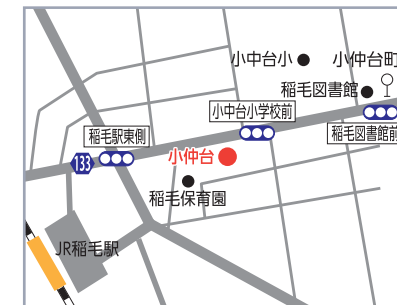 小中台小
小仲台町
稲毛図書館
小中台小学校前
稲毛図書館前
稲毛駅東側
133
小仲台
稲毛保育園
JR稲毛駅